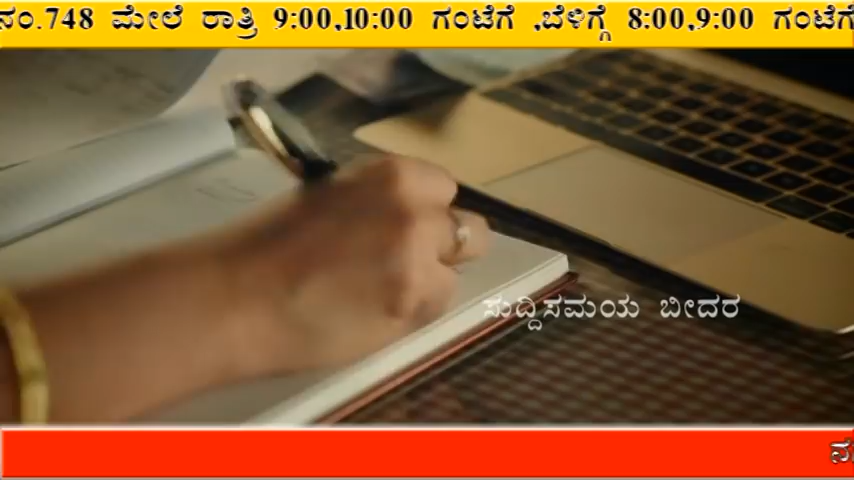 ನಂ.748 ಮೇಲೆ ರಾತ್ರಿ 9:00,10:00 ಗಂಟೆಗೆ ,ಬೆಳಿಗ್ಗೆ 8:00,9:00 ಗಂಟೆಗೆ
ಸುದ್ದಿಸಮಯ ಬೀದರ